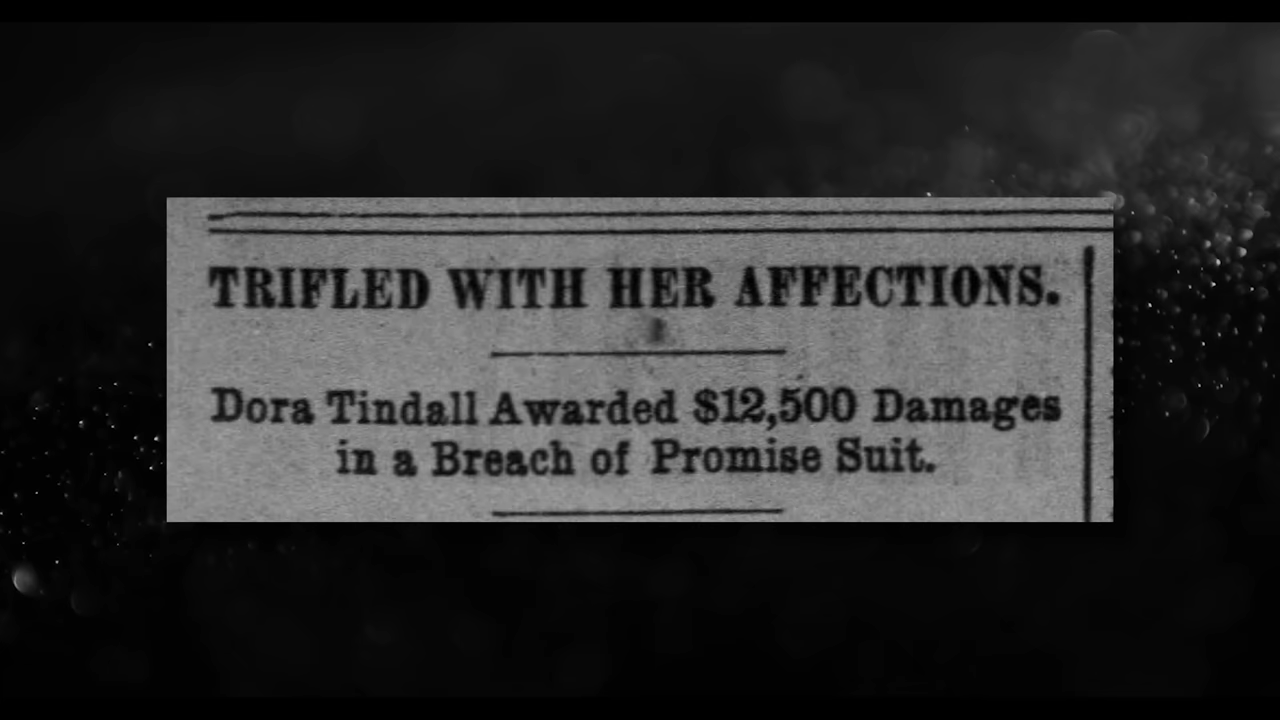 TRIFLED WITH HER AFFECTIONS.
Dora Tindall Awarded $12,500 Damages
in a Breach of Promise Suit.